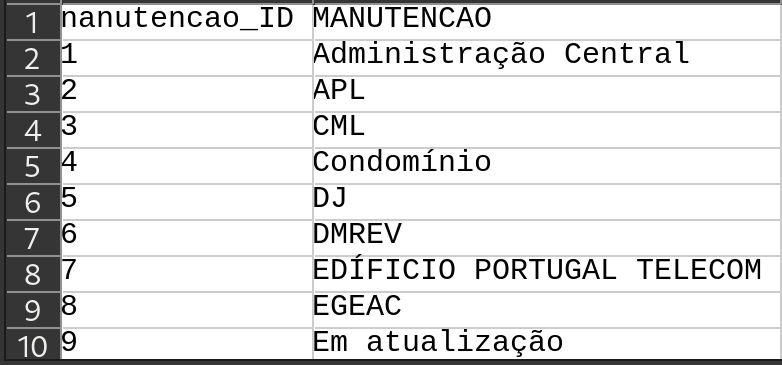 1 nanutencao_ID MANUTENCAO
2 1 Administração Central
3 2 APL
4 3 CML
5 4 Condomínio
6 5 DJ
7 6 DMREV
8 7 EDÍFICIO PORTUGAL TELECOM
9 8 EGEAC
10 9 Em atualização